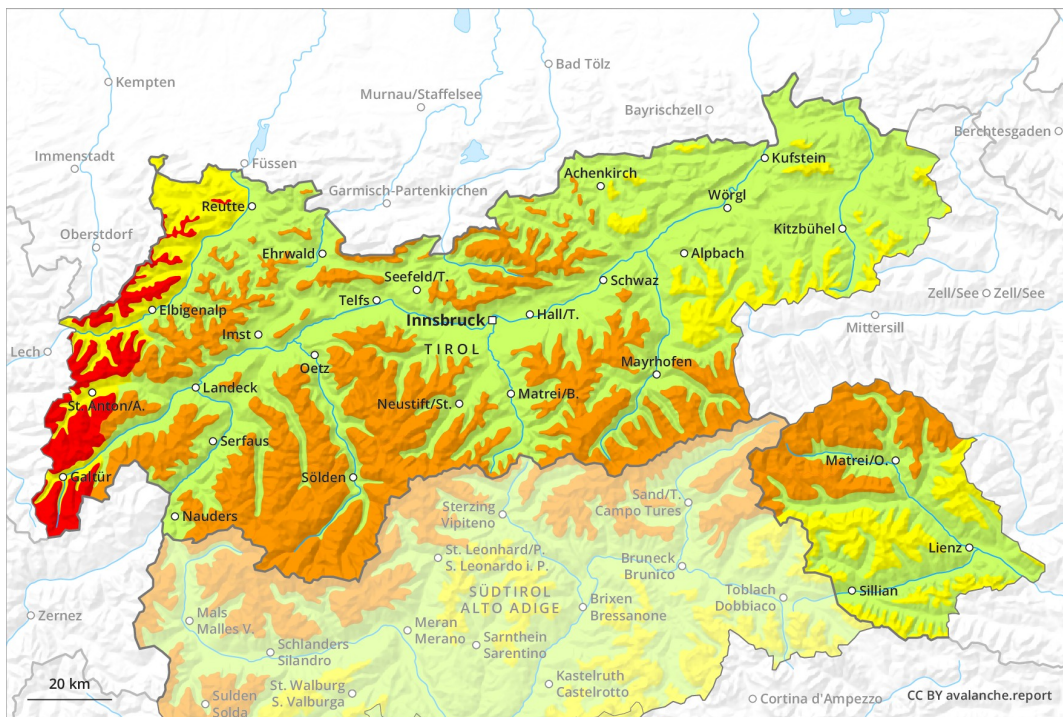 Kempten
Bad Tölz
Murnau/Staffelsee
Bayrischzell
Berchtesgaden
Immenstadt
Füssen
Kufstein
Achenkirch
Garmisch-Partenkirchen
Reutte
Wörgl
Oberstdorf
Kitzbühel
Ehrwald
Alpbach
Seefeld/T.
Schwaz
Zell/See
Zell/See
Telfs
Elbigenalp
Hall/T.
Innsbruck
Mittersill
Imst
Lech
TIROL
Oetz
Mayrhofen
Landeck
Matrei/B.
St. Anton/A.
Neustift/St.
Serfaus
Matrei/O.
Galtür
Sölden
Sand/T.
Campo Tures
Sterzing
Vipiteno
Nauders
Lienz
St. Leonhard/P.
S. Leonardo i. P.
Bruneck
Brunico
Toblach
Dobbiaco
Sillian
SÜDTIROL
ALTO ADIGE
Brixen
Bressanone
Zernez
Mals
Malles V.
Meran
Merano
Sarnthein
Sarentino
Schlanders
Silandro
Kastelruth
Castelrotto
St. Walburg
S. Valburga
Sulden
Solda
Cortina d'Ampezzo
20 km
CC BY avalanche.report